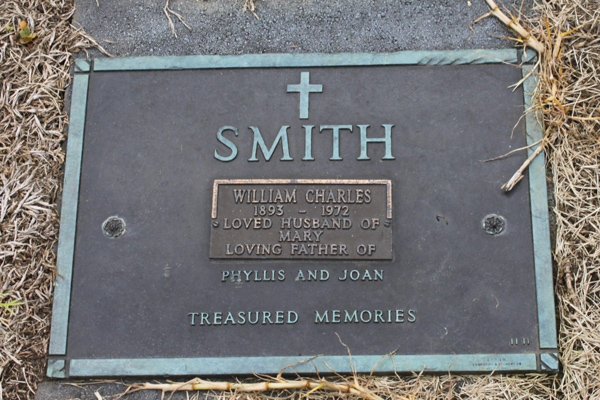 SMITH
WILLIAM CHARLES
1893 - 1972
LOVED HUSBAND OF
MARY
LOVING FATHER OF
PHYLLIS AND JOAN
TREASURED MEMORIES